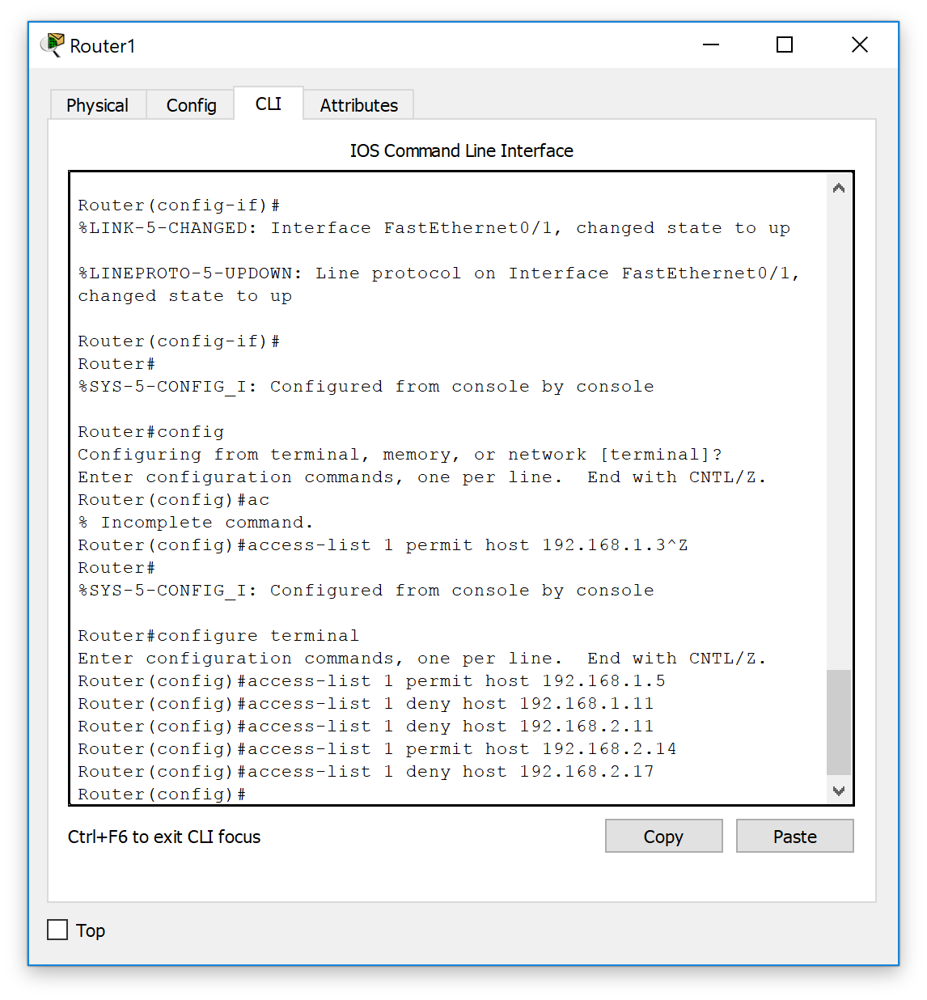 Router1
Physical Config CLI Attributes
IOS Command Line Interface
Router(config-if)#
%LINK-5-CHANGED: Interface FastEthernet0/1, changed state to up
%LINEPROTO-5-UPDOWN: Line protocol on Interface FastEthernet0/1,
changed state to up
Router(config-if)#
Router#
%SYS-5-CONFIG_I: Configured from console by console
Router#config
Configuring from terminal, memory, or network [terminal]?
Enter configuration commands, one per line.  End with CNTL/Z.
Router(config)#ac
% Incomplete command.
Router(config)#access-list 1 permit host 192.168.1.3^Z
Router#
%SYS-5-CONFIG_I: Configured from console by console
Router#configure terminal
Enter configuration commands, one per line.  End with CNTL/Z.
Router(config)#access-list 1 permit host 192.168.1.5
Router(config)#access-list 1 deny host 192.168.1.11
Router(config)#access-list 1 deny host 192.168.2.11
Router(config)#access-list 1 permit host 192.168.2.14
Router(config)#access-list 1 deny host 192.168.2.17
Router(config)#
Ctrl+F6 to exit CLI focus Copy Paste
Top